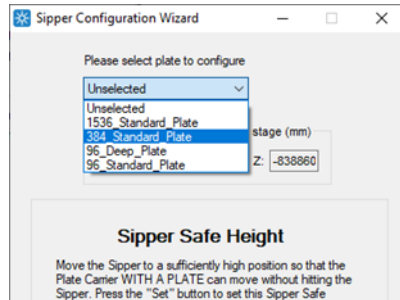 Sipper Configuration Wizard
Please select plate to configure
Unselected
Unselected
1536_Standard_Plate
384_Standard_Plate
96_Deep_Plate
96_Standard_Plate
stage (mm)
Z: -838860
Sipper Safe Height
Move the Sipper to a sufficiently high position so that the
Plate Carrier WITH A PLATE can move without hitting the
Sipper. Press the "Set" button to set this Sipper Safe